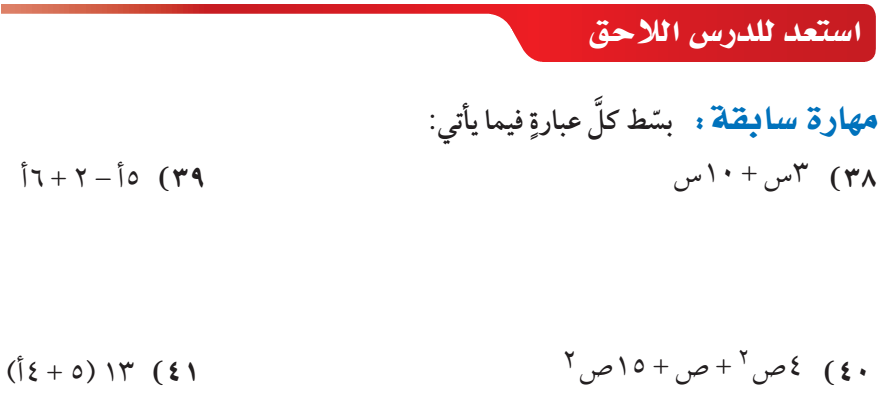 استعد للدرس اللاحق
مهارة سابقة : بسّط كلَّ عبارةٍ فيما يأتي:
٣٨) ٣س + ١٠س
٣٩) ٥أ – ٢ + ٦أ
٤٠) ٤ص٢ + ص + ١٥ص٢
٤١) ١٣ (٥ + ٤أ)